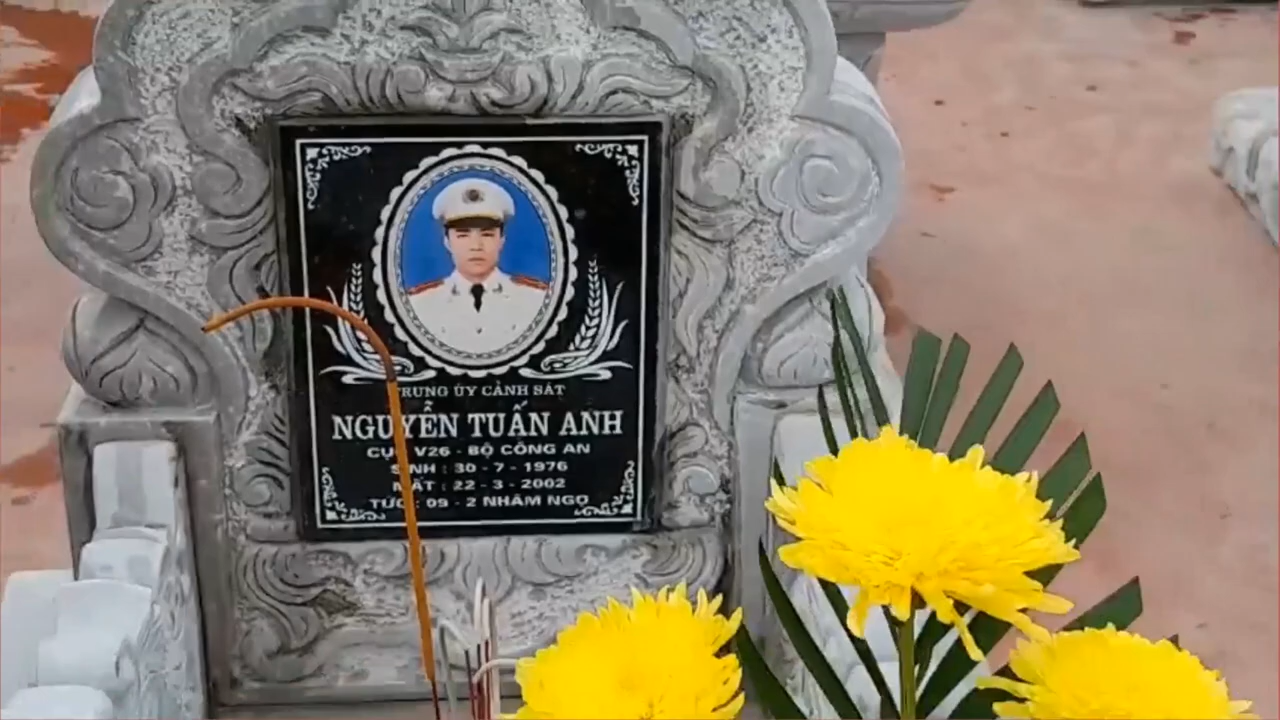 TRUNG ÚY CẢNH SÁT
NGUYỄN TUẤN ANH
CỤC V26 - BỘ CÔNG AN
SINH : 30 - 7 - 1976
MẤT : 22 - 3 - 2002
TỨC : 09 - 2 NHÂM NGỌ